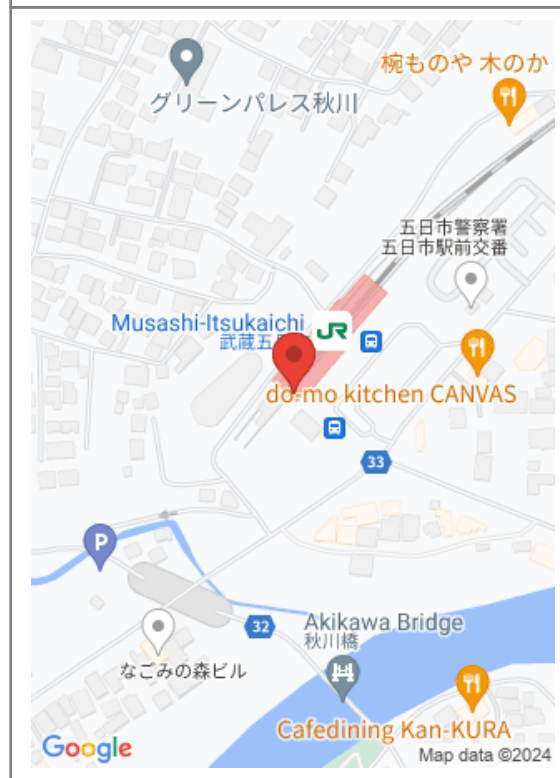 椀ものや 木のか
グリーンパレス秋川
五日市警察署
五日市駅前交番
Musashi-Itsukaichi
武蔵五
JR
do-mo kitchen CANVAS
33
P
32
Akikawa Bridge
秋川橋
なごみの森ビル
Cafedining Kan-KURA
Google
Map data ©2024